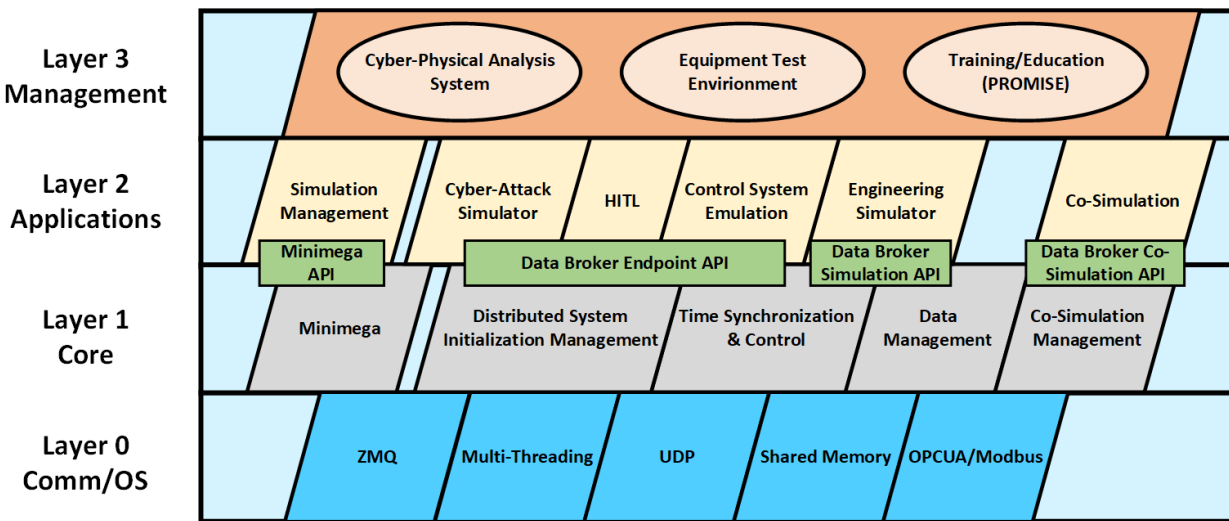 Layer 3
Management
Cyber-Physical Analysis
System
Equipment Test
Envirionment
Training/Education
(PROMISE)
Layer 2
Applications
Simulation
Management
Cyber-Attack
Simulator
HITL
Control System
Emulation
Engineering
Simulator
Co-Simulation
Minimega
API
Data Broker Endpoint API
Data Broker
Simulation API
Data Broker Co-
Simulation API
Layer 1
Core
Minimega
Distributed System
Initialization Management
Time Synchronization
& Control
Data
Management
Co-Simulation
Management
Layer 0
Comm/OS
ZMQ
Multi-Threading
UDP
Shared Memory
OPCUA/Modbus